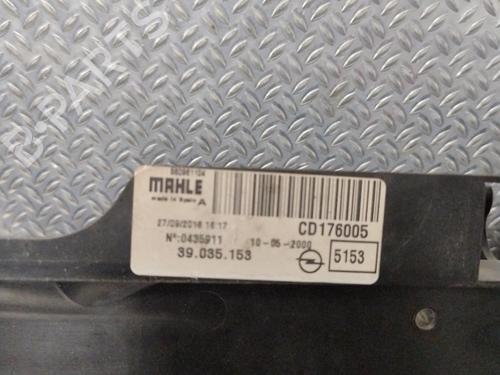 B-PARTS
880961104
MAHLE
made in Spain A
27/09/2016 16:17
CD176005
Nº:0435911
10-05-2000
39.035.153
5153